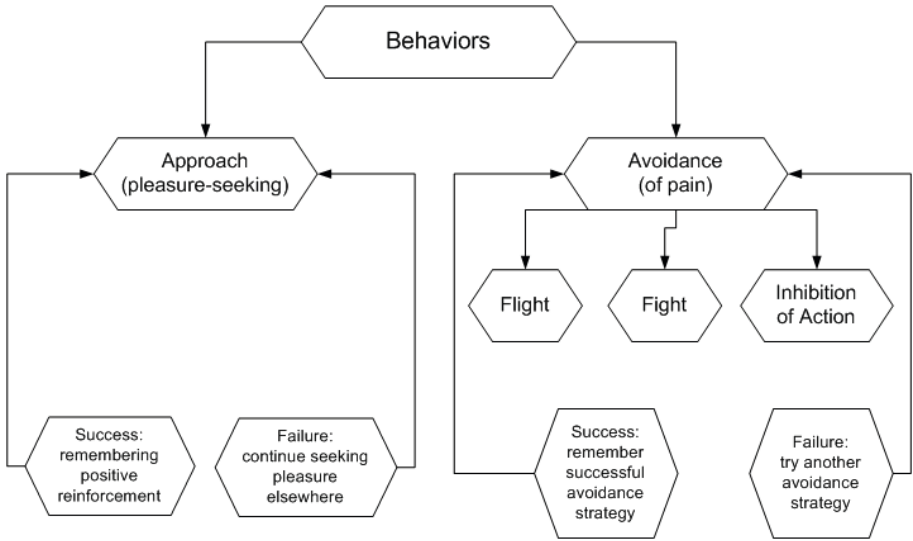 Behaviors
Approach
(pleasure-seeking)
Avoidance
(of pain)
Flight
Fight
Inhibition
of Action
Success:
remembering
positive
reinforcement
Failure:
continue seeking
pleasure
elsewhere
Success:
remember
successful
avoidance
strategy
Failure:
try another
avoidance
strategy